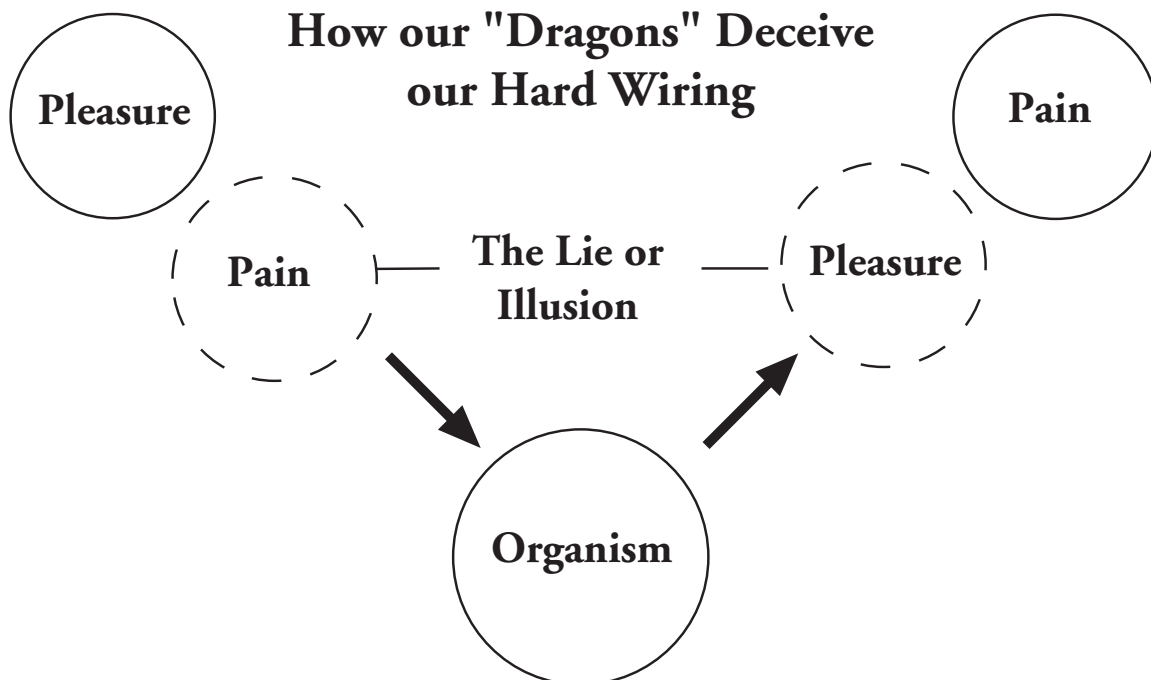 How our "Dragons" Deceive
our Hard Wiring
Pleasure
Pain
Pain
The Lie or
Illusion
Pleasure
Organism